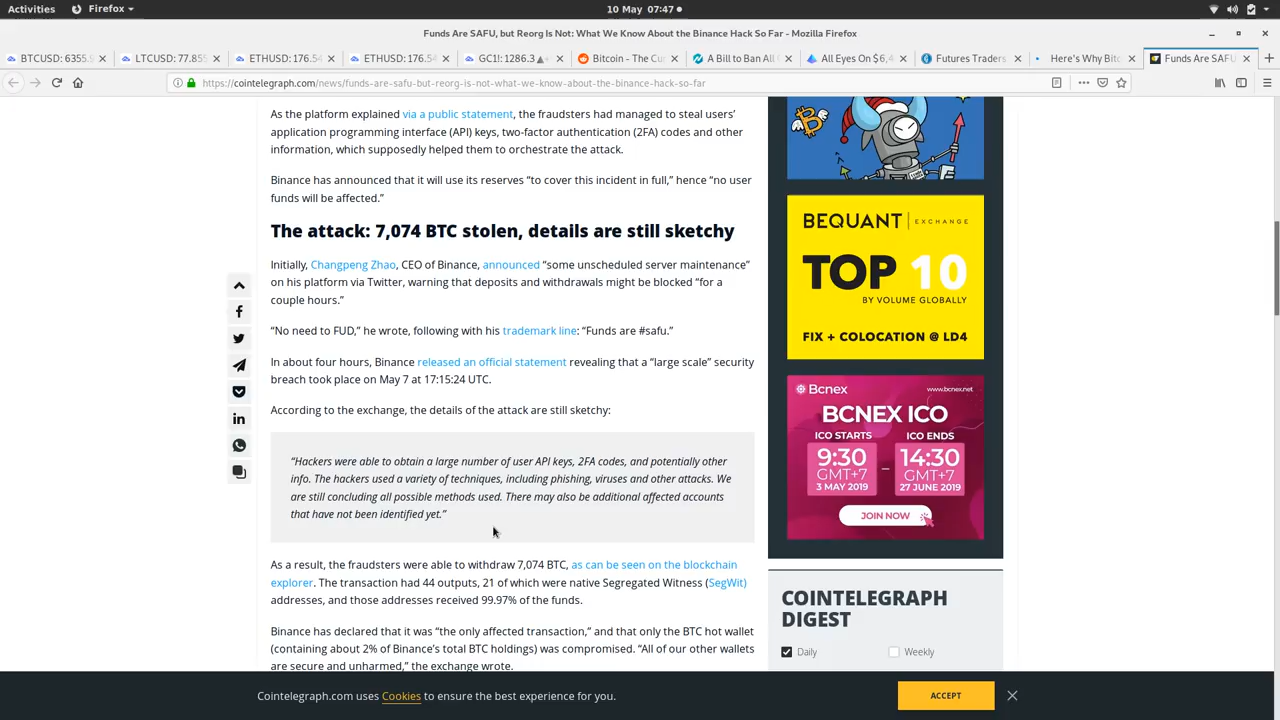 Activities
Firefox
10 May 07:47
Funds Are SAFU, but Reorg Is Not: What We Know About the Binance Hack So Far - Mozilla Firefox
BTCUSD: 6355.9
LTCUSD: 77.855
ETHUSD: 176.54
ETHUSD: 176.54
GC1!: 1286.3
Bitcoin - The Cu
A Bill to Ban All
All Eyes On $6,4
Futures Traders
Here's Why Bitc
Funds Are SAFU
https://cointelegraph.com/news/funds-are-safu-but-reorg-is-not-what-we-know-about-the-binance-hack-so-far
As the platform explained via a public statement, the fraudsters had managed to steal users’
application programming interface (API) keys, two-factor authentication (2FA) codes and other
information, which supposedly helped them to orchestrate the attack.
Binance has announced that it will use its reserves “to cover this incident in full,” hence “no user
funds will be affected.”
The attack: 7,074 BTC stolen, details are still sketchy
Initially, Changpeng Zhao, CEO of Binance, announced “some unscheduled server maintenance”
on his platform via Twitter, warning that deposits and withdrawals might be blocked “for a
couple hours.”
“No need to FUD,” he wrote, following with his trademark line: “Funds are #safu.”
In about four hours, Binance released an official statement revealing that a “large scale” security
breach took place on May 7 at 17:15:24 UTC.
According to the exchange, the details of the attack are still sketchy:
“Hackers were able to obtain a large number of user API keys, 2FA codes, and potentially other
info. The hackers used a variety of techniques, including phishing, viruses and other attacks. We
are still concluding all possible methods used. There may also be additional affected accounts
that have not been identified yet.”
As a result, the fraudsters were able to withdraw 7,074 BTC, as can be seen on the blockchain
explorer. The transaction had 44 outputs, 21 of which were native Segregated Witness (SegWit)
addresses, and those addresses received 99.97% of the funds.
Binance has declared that it was “the only affected transaction,” and that only the BTC hot wallet
(containing about 2% of Binance’s total BTC holdings) was compromised. “All of our other wallets
are secure and unharmed,” the exchange wrote.
BEQUANT | EXCHANGE
TOP 10
BY VOLUME GLOBALLY
FIX + COLOCATION @ LD4
Bcnex
www.bcnex.net
BCNEX ICO
ICO STARTS
ICO ENDS
9:30
GMT+7
3 MAY 2019
–
14:30
GMT+7
27 JUNE 2019
JOIN NOW
COINTELEGRAPH
DIGEST
Daily
Weekly
Cointelegraph.com uses Cookies to ensure the best experience for you.
ACCEPT